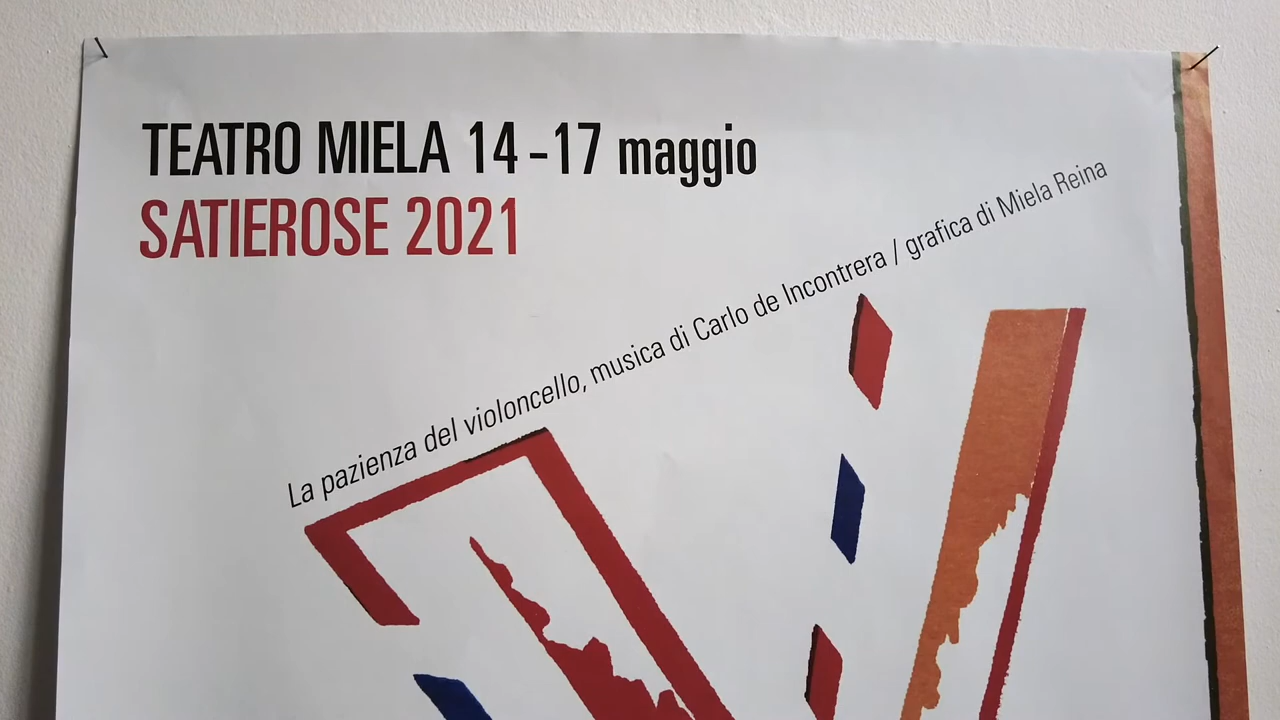 TEATRO MIELA 14-17 maggio
SATIEROSE 2021
La pazienza del violoncello, musica di Carlo de Incontrera / grafica di Miela Reina